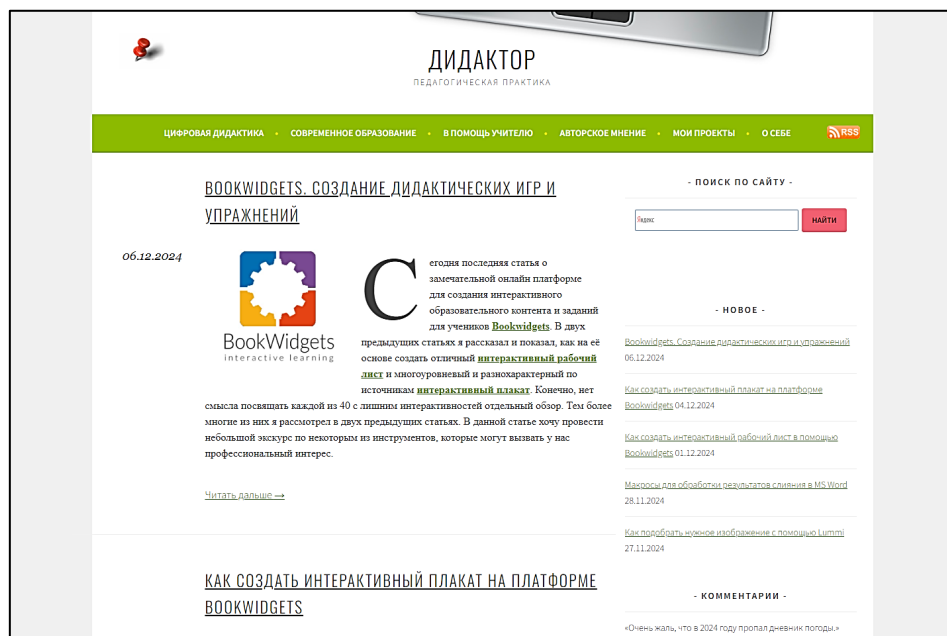 ДИДАКТОР
ПЕДАГОГИЧЕСКАЯ ПРАКТИКА
ЦИФРОВАЯ ДИДАКТИКА • СОВРЕМЕННОЕ ОБРАЗОВАНИЕ • В ПОМОЩЬ УЧИТЕЛЮ • АВТОРСКОЕ МНЕНИЕ • МОИ ПРОЕКТЫ • О СЕБЕ RSS
BOOKWIDGETS. СОЗДАНИЕ ДИДАКТИЧЕСКИХ ИГР И
УПРАЖНЕНИЙ
06.12.2024
BookWidgets
interactive learning
Сегодня последняя статья о
замечательной онлайн платформе
для создания интерактивного
образовательного контента и заданий
для учеников Bookwidgets. В двух
предыдущих статьях я рассказал и показал, как на её
основе создать отличный интерактивный рабочий
лист и многоуровневый и разнохарактерный по
источникам интерактивный плакат. Конечно, нет
смысла посвящать каждой из 40 с лишним интерактивностей отдельный обзор. Тем более
многие из них я рассмотрел в двух предыдущих статьях. В данной статье хочу провести
небольшой экскурс по некоторым из инструментов, которые могут вызвать у нас
профессиональный интерес.
Читать дальше →
КАК СОЗДАТЬ ИНТЕРАКТИВНЫЙ ПЛАКАТ НА ПЛАТФОРМЕ
BOOKWIDGETS
- ПОИСК ПО САЙТУ -
Яндекс
НАЙТИ
- НОВОЕ -
Bookwidgets. Создание дидактических игр и упражнений
06.12.2024
Как создать интерактивный плакат на платформе
Bookwidgets 04.12.2024
Как создать интерактивный рабочий лист в помощью
Bookwidgets 01.12.2024
Макросы для обработки результатов слияния в MS Word
28.11.2024
Как подобрать нужное изображение с помощью Lummi
27.11.2024
- КОММЕНТАРИИ -
«Очень жаль, что в 2024 году пропал дневник погоды.»